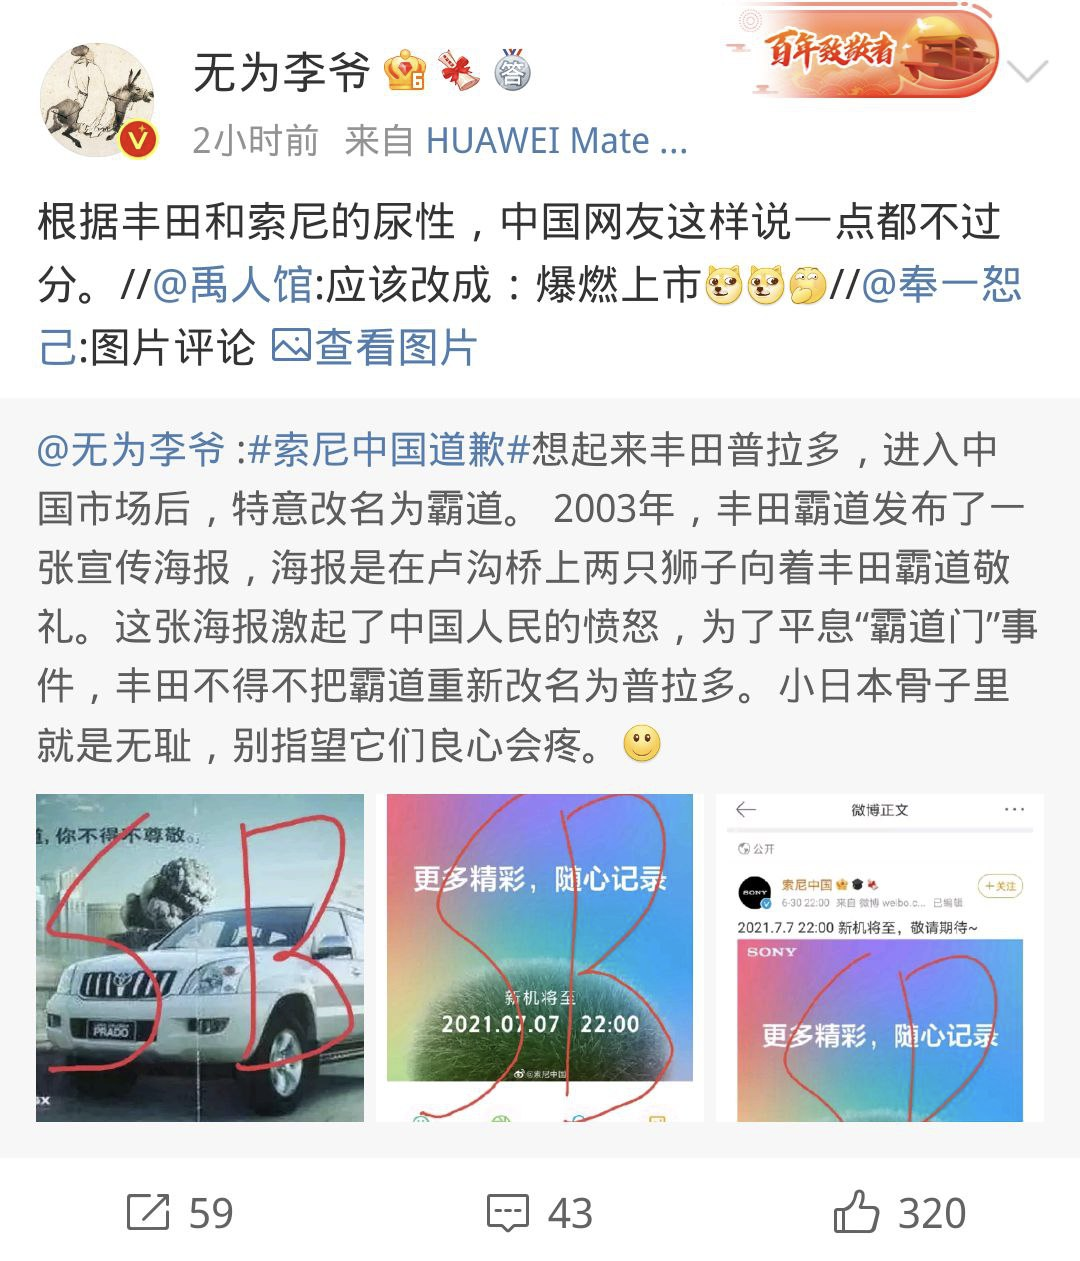 无为李爷
百年致敬者
2小时前 来自 HUAWEI Mate ...
根据丰田和索尼的尿性，中国网友这样说一点都不过
分。//@禹人馆:应该改成：爆燃上市//@奉一恕
己:图片评论 查看图片
@无为李爷 :#索尼中国道歉#想起来丰田普拉多，进入中
国市场后，特意改名为霸道。 2003年，丰田霸道发布了一
张宣传海报，海报是在卢沟桥上两只狮子向着丰田霸道敬
礼。这张海报激起了中国人民的愤怒，为了平息“霸道门”事
件，丰田不得不把霸道重新改名为普拉多。小日本骨子里
就是无耻，别指望它们良心会疼。
，你不得不尊敬。
SB
PRADO
更多精彩，随心记录
SB
新机将至
2021.07.07 22:00
@索尼中国
微博正文
公开
SONY
索尼中国
+关注
6-30 22:00 来自 微博 weibo.c... 已编辑
2021.7.7 22:00 新机将至，敬请期待~
SONY
更多精彩，随心记录
59
43
320